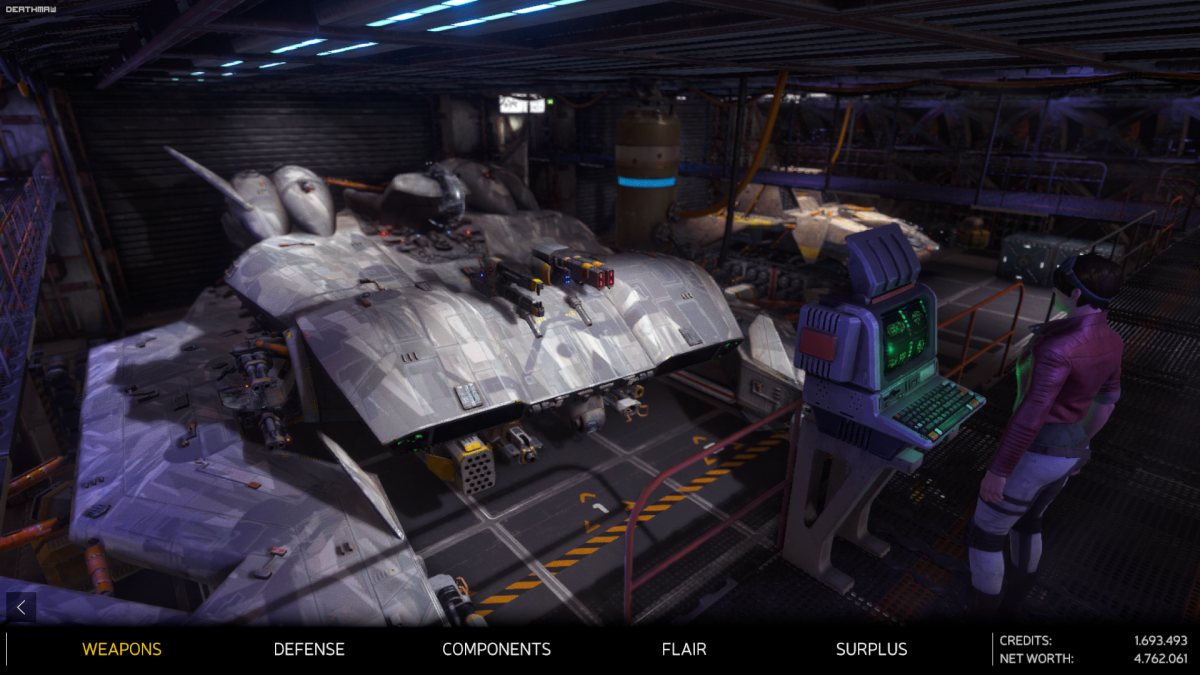 DEATHMAW
WEAPONS
DEFENSE
COMPONENTS
FLAIR
SURPLUS
CREDITS: 1.693.493
NET WORTH: 4.762.061